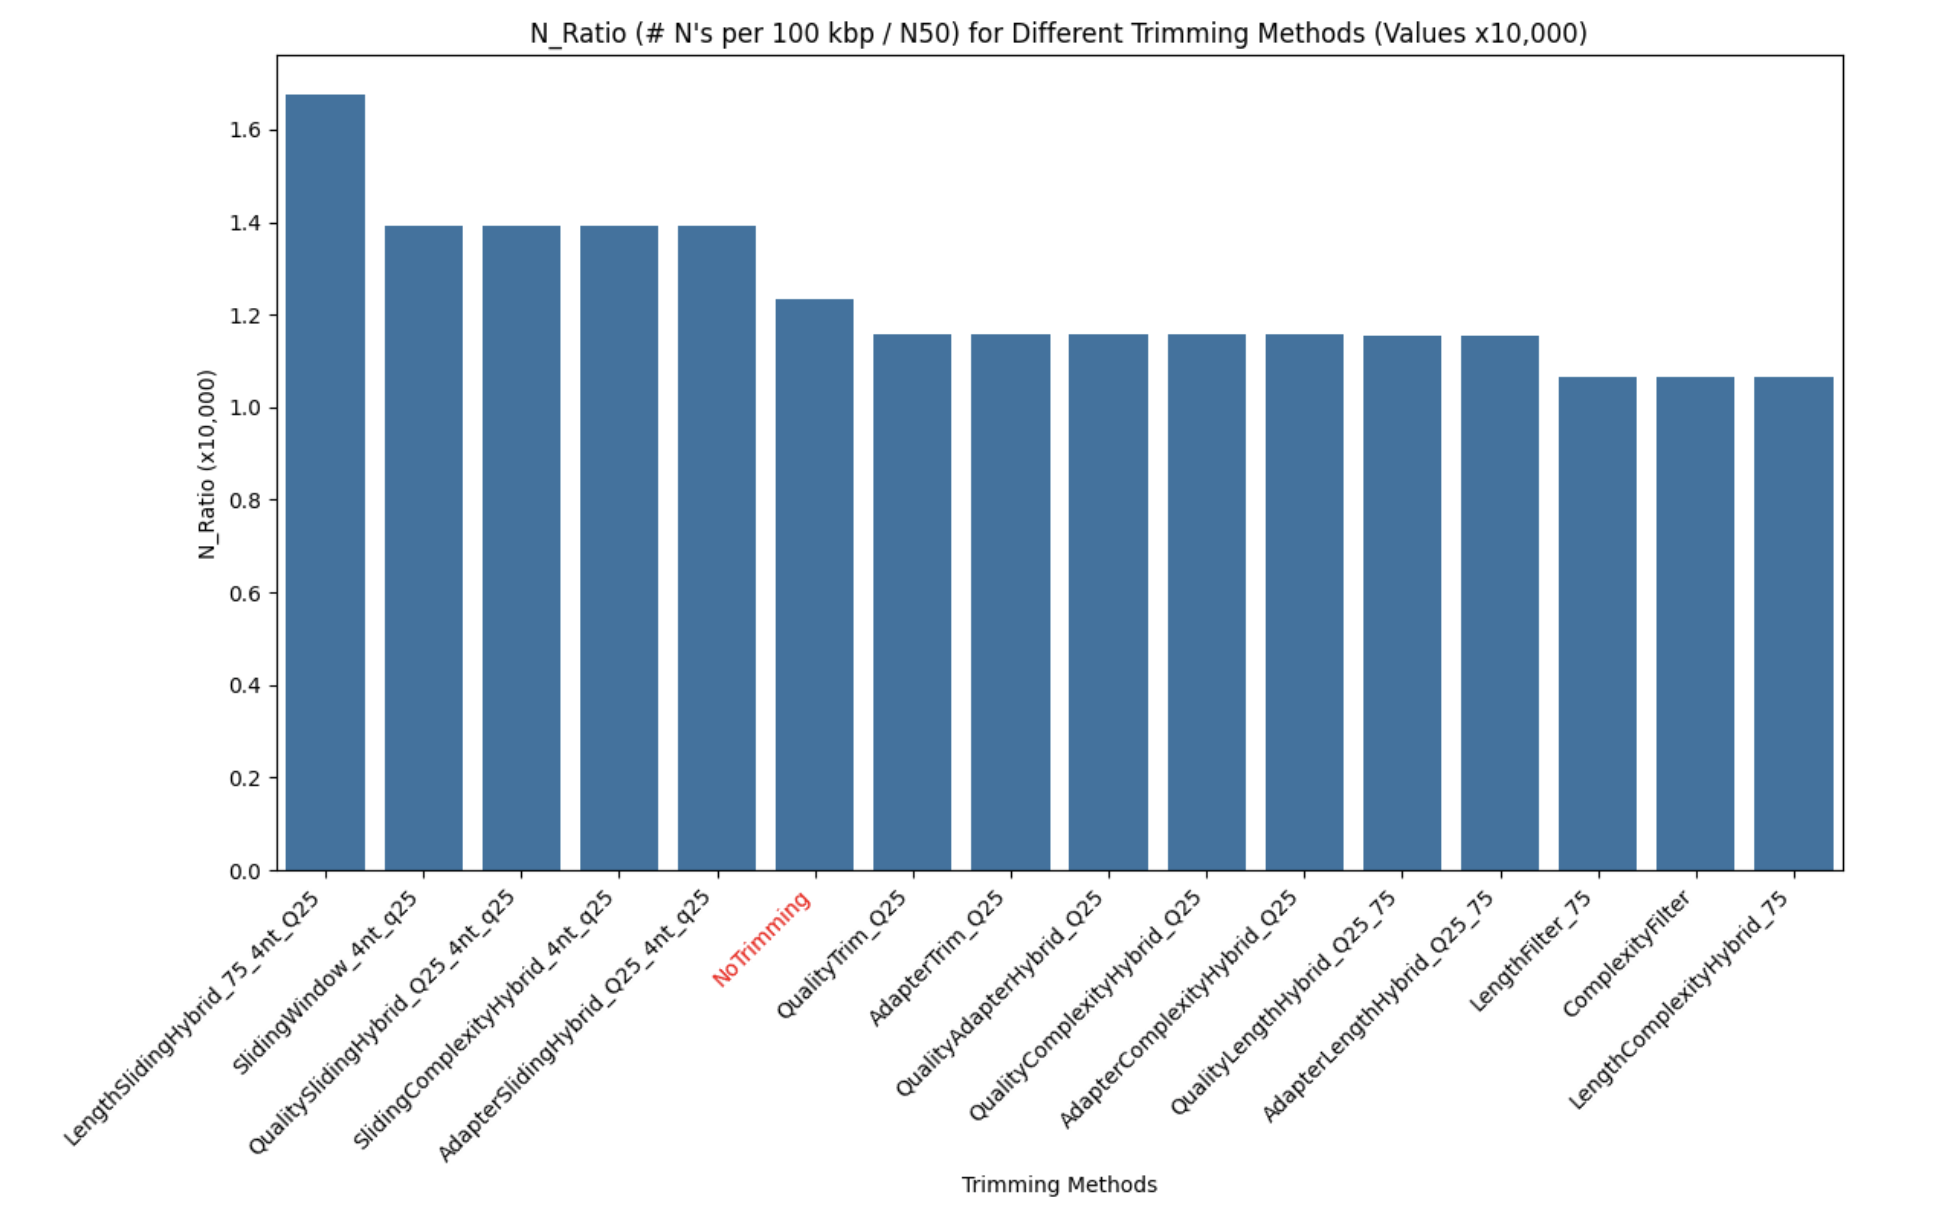 N_Ratio (# N's per 100 kbp / N50) for Different Trimming Methods (Values x10,000)
N_Ratio (x10,000)
1.6
1.4
1.2
1.0
0.8
0.6
0.4
0.2
0.0
LengthSlidingHybrid_75_4nt_Q25
SlidingWindow_4nt_q25
QualitySlidingHybrid_Q25_4nt_q25
SlidingComplexityHybrid_4nt_q25
AdapterSlidingHybrid_Q25_4nt_q25
NoTrimming
QualityTrim_Q25
AdapterTrim_Q25
QualityAdapterHybrid_Q25
QualityComplexityHybrid_Q25
AdapterComplexityHybrid_Q25
QualityLengthHybrid_Q25_75
AdapterLengthHybrid_Q25_75
LengthFilter_75
ComplexityFilter
LengthComplexityHybrid_75
Trimming Methods